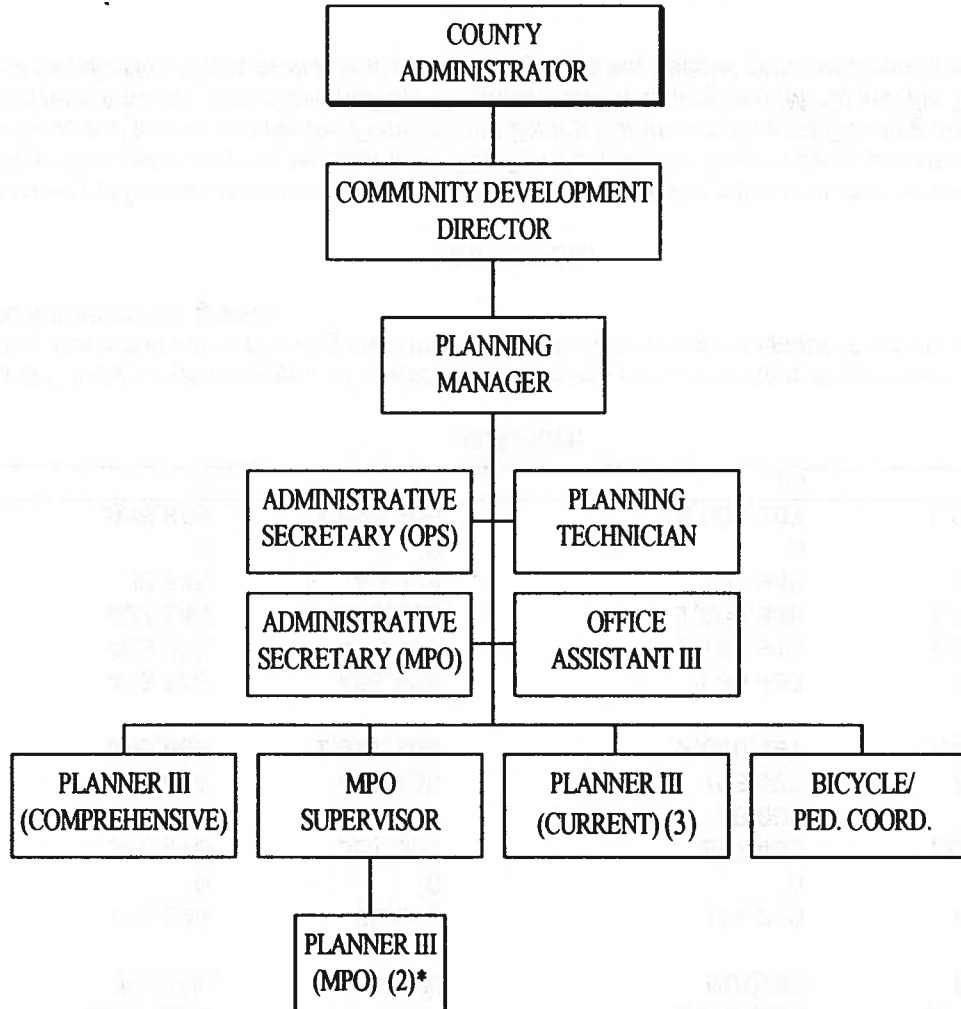 COUNTY
ADMINISTRATOR
COMMUNITY DEVELOPMENT
DIRECTOR
PLANNING
MANAGER
ADMINISTRATIVE
SECRETARY (OPS)
PLANNING
TECHNICIAN
ADMINISTRATIVE
SECRETARY (MPO)
OFFICE
ASSISTANT III
PLANNER III
(COMPREHENSIVE)
MPO
SUPERVISOR
PLANNER III
(CURRENT) (3)
BICYCLE/
PED. COORD.
PLANNER III
(MPO) (2)*